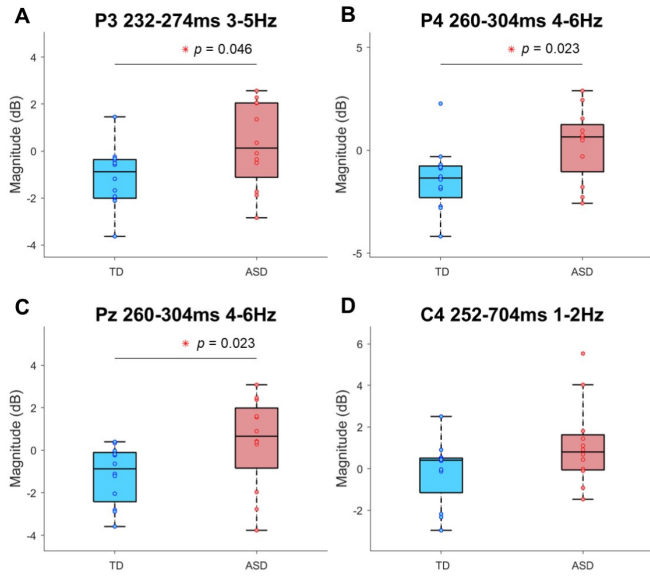 A
P3 232-274ms 3-5Hz
* p = 0.046
Magnitude (dB)
4
2
0
-2
-4
TD
ASD
B
P4 260-304ms 4-6Hz
* p = 0.023
Magnitude (dB)
5
0
-5
TD
ASD
C
Pz 260-304ms 4-6Hz
* p = 0.023
Magnitude (dB)
4
2
0
-2
-4
TD
ASD
D
C4 252-704ms 1-2Hz
Magnitude (dB)
6
4
2
0
-2
TD
ASD